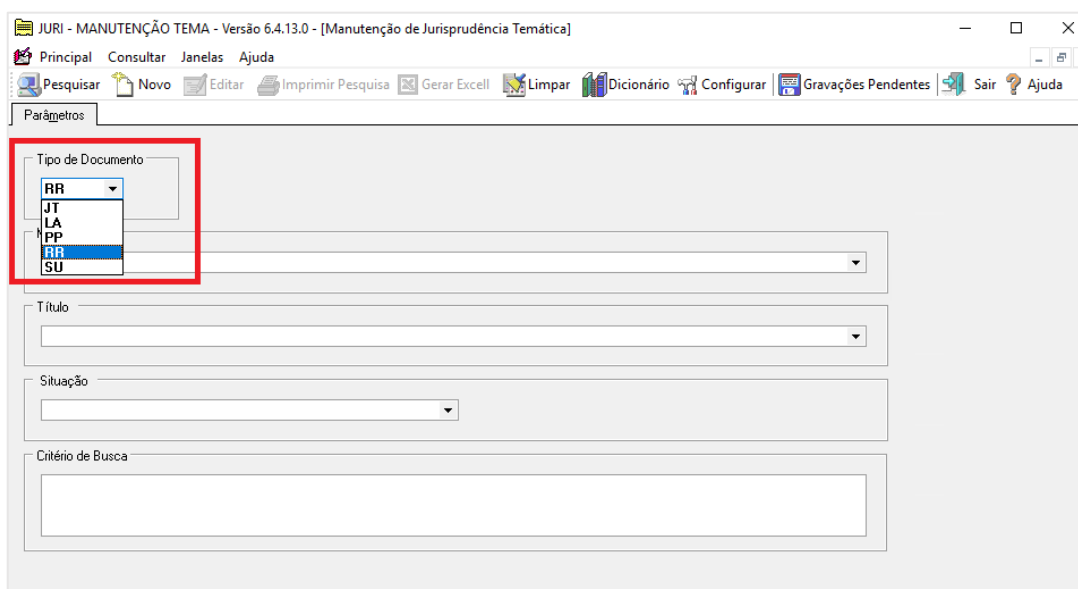 JURI - MANUTENÇÃO TEMA - Versão 6.4.13.0 - [Manutenção de Jurisprudência Temática]
Principal Consultar Janelas Ajuda
Pesquisar Novo Editar Imprimir Pesquisa Gerar Excell Limpar Dicionário Configurar Gravações Pendentes Sair Ajuda
Parâmetros
Tipo de Documento
RR
JT
LA
PP
RR
SU
Título
Situação
Critério de Busca